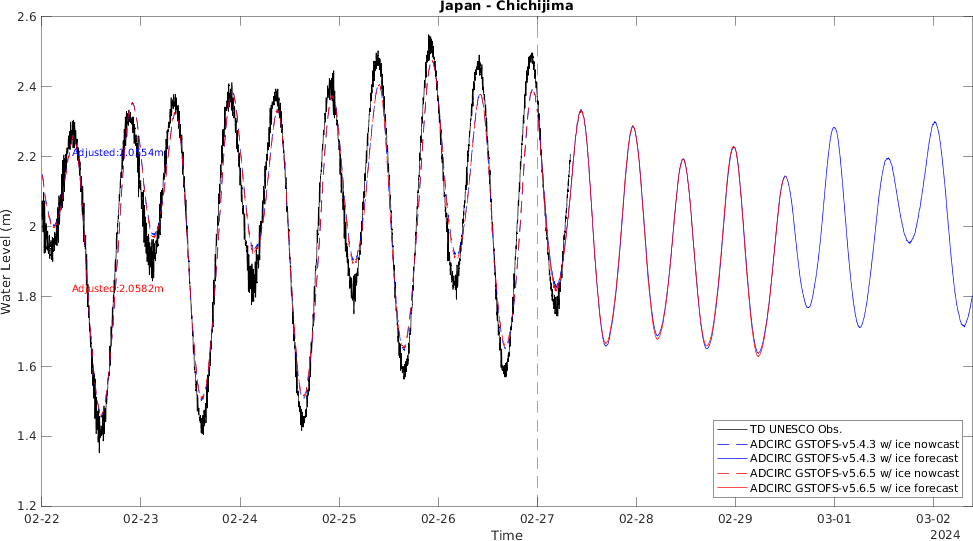 Japan - Chichijima
2.6
2.4
2.2
2
1.8
1.6
1.4
1.2
Water Level (m)
Adjusted:2.0582m
TD UNESCO Obs.
ADCIRC GSTOFS-v5.4.3 w/ ice nowcast
ADCIRC GSTOFS-v5.4.3 w/ ice forecast
ADCIRC GSTOFS-v5.6.5 w/ ice nowcast
ADCIRC GSTOFS-v5.6.5 w/ ice forecast
02-22 02-23 02-24 02-25 02-26 02-27 02-28 02-29 03-01 03-02
Time
2024